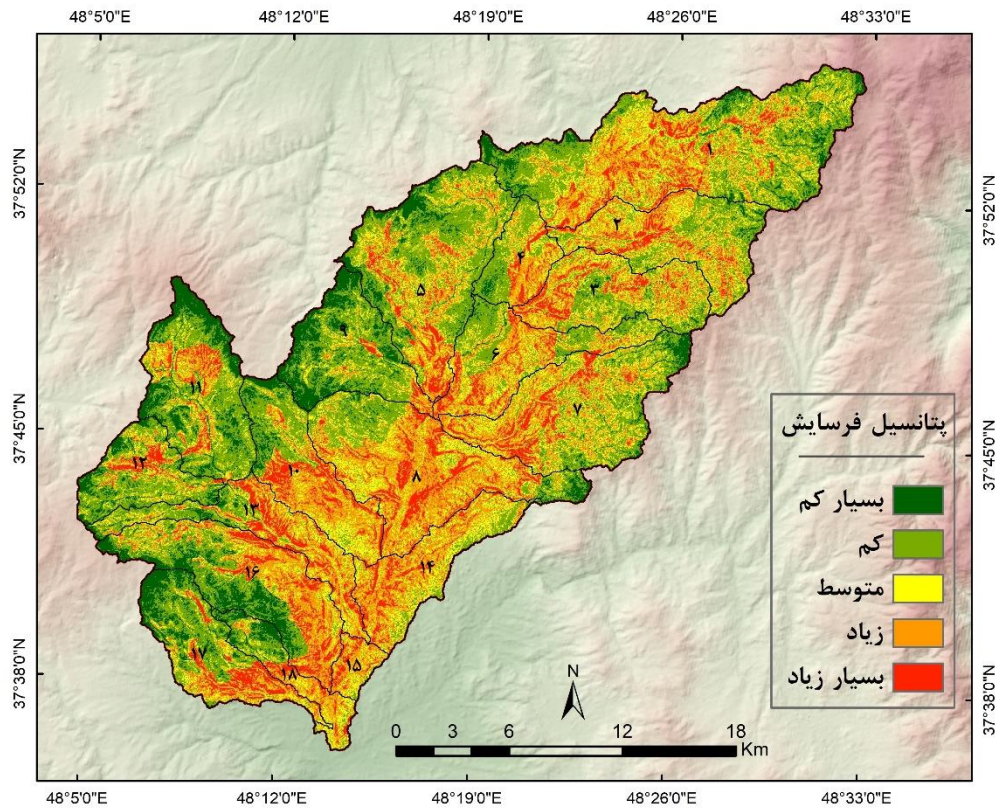 48°5'0"E 48°12'0"E 48°19'0"E 48°26'0"E 48°33'0"E
37°52'0"N
37°52'0"N
37°45'0"N
37°45'0"N
37°38'0"N
37°38'0"N
۱
۲
۴
۳
۵
۹
۶
۱۱
۷
۱۲
۱۰
۸
۱۳
۱۴
۱۶
۱۷
۱۸
۱۵
پتانسیل فرسایش
بسیار کم
کم
متوسط
زیاد
بسیار زیاد
N
0 3 6 12 18
Km
48°5'0"E 48°12'0"E 48°19'0"E 48°26'0"E 48°33'0"E